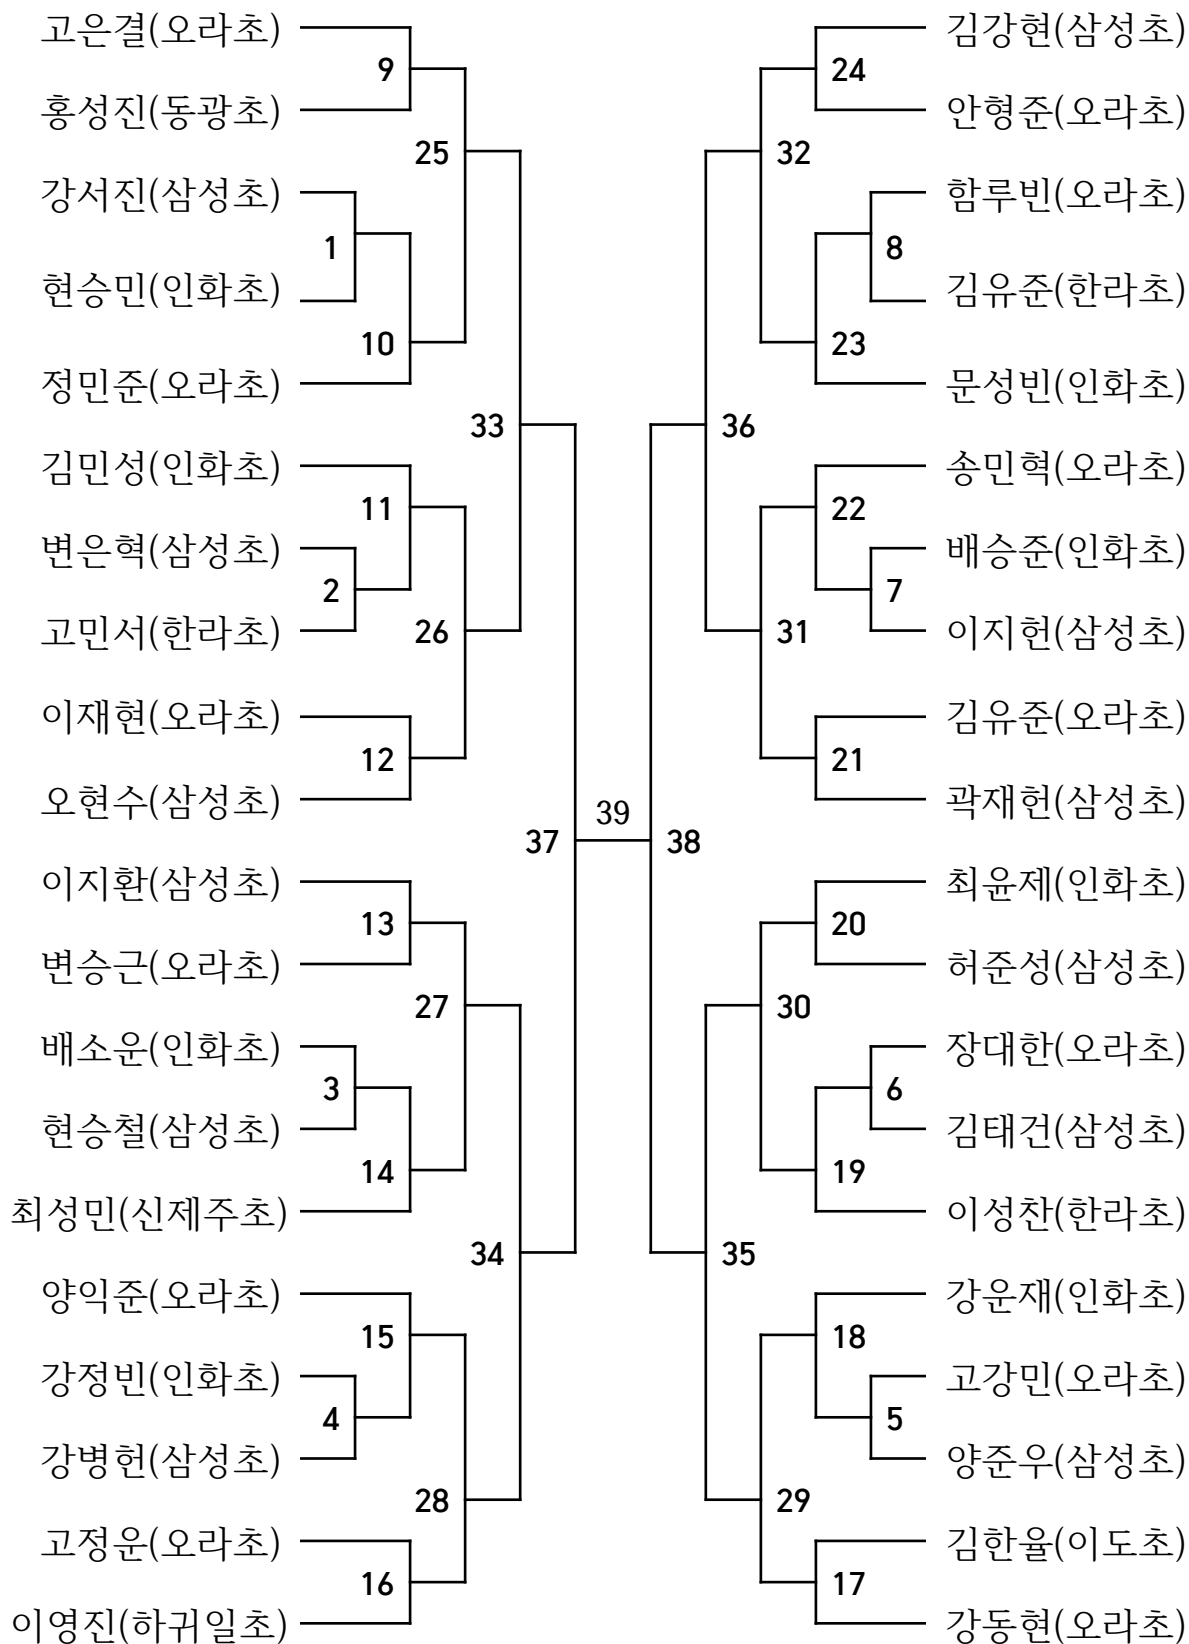 고은결(오라초)
9
홍성진(동광초)
25
강서진(삼성초)
1
현승민(인화초)
10
정민준(오라초)
33
김민성(인화초)
11
변은혁(삼성초)
2
고민서(한라초)
26
이재현(오라초)
12
오현수(삼성초)
37
39
이지환(삼성초)
13
변승근(오라초)
27
배소운(인화초)
3
현승철(삼성초)
14
최성민(신제주초)
34
양익준(오라초)
15
강정빈(인화초)
4
강병헌(삼성초)
28
고정운(오라초)
16
이영진(하귀일초)
김강현(삼성초)
24
안형준(오라초)
32
함루빈(오라초)
8
김유준(한라초)
23
문성빈(인화초)
36
송민혁(오라초)
22
배승준(인화초)
7
이지헌(삼성초)
31
김유준(오라초)
21
곽재헌(삼성초)
38
최윤제(인화초)
20
허준성(삼성초)
30
장대한(오라초)
6
김태건(삼성초)
19
이성찬(한라초)
35
강운재(인화초)
18
고강민(오라초)
5
양준우(삼성초)
29
김한율(이도초)
17
강동현(오라초)